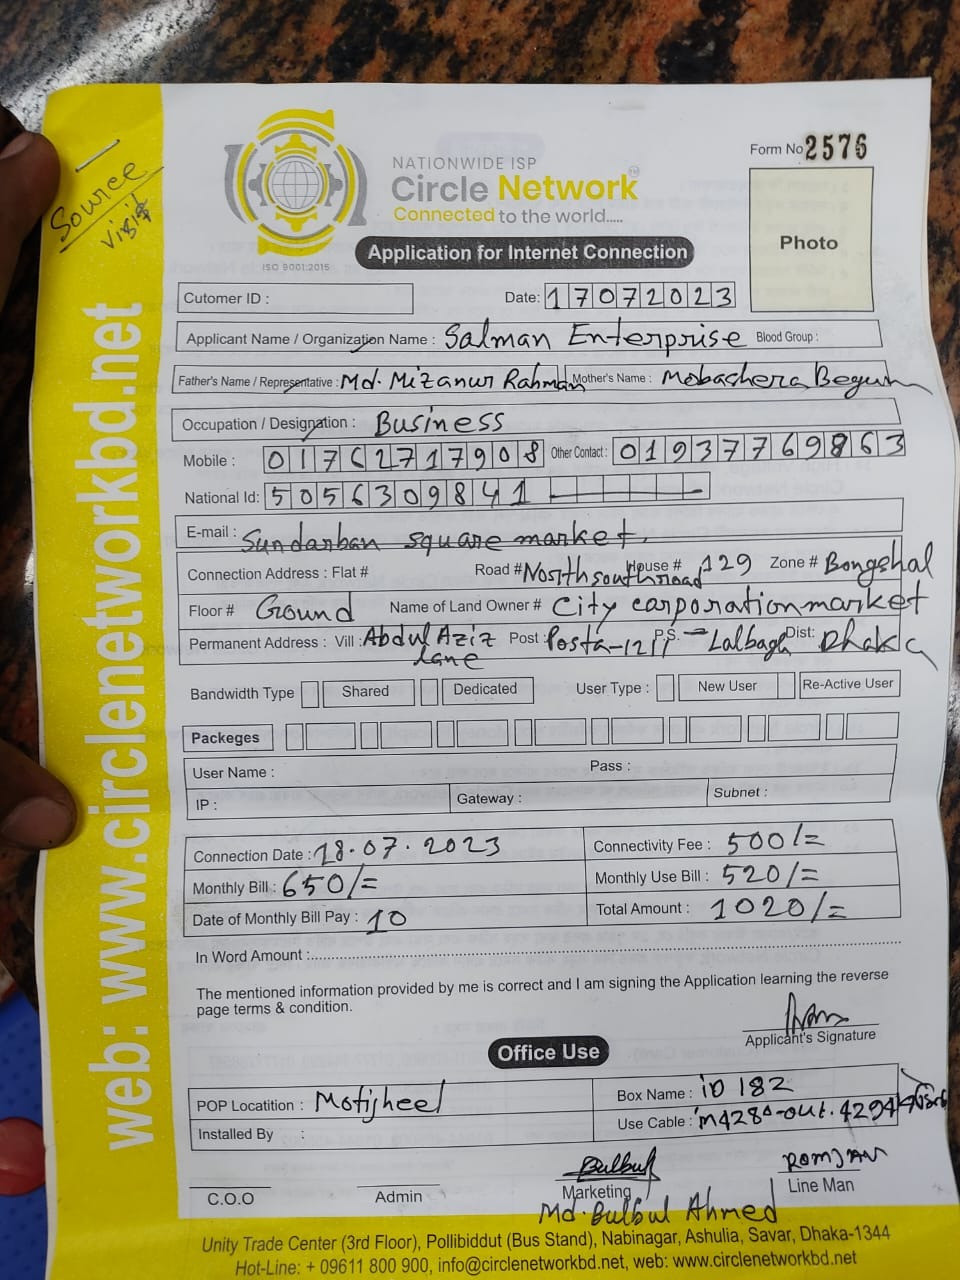 Source
visit
NATIONWIDE ISP
Circle Network
Connected to the world.....
ISO 9001:2015
Form No 2576
Photo
Application for Internet Connection
Cutomer ID :
Date: 17072023
Applicant Name / Organization Name : Salman Enterprise Blood Group :
Father's Name / Representative : Md. Mizanur Rahman Mother's Name : Mobashera Begum
Occupation / Designation : Business
Mobile : 01762717908 Other Contact : 01937769863
National Id: 5056309841
E-mail : Sundarban square market,
Connection Address : Flat # Road # North south road House # 129 Zone # Bongshal
Floor # Ground Name of Land Owner # City carporation market
Permanent Address : Vill : Abdul Aziz lane Post : Posta-1211 P.S. - Lalbagh Dist: Dhaka
Bandwidth Type Shared Dedicated User Type : New User Re-Active User
Packeges
User Name : Pass :
IP : Gateway : Subnet :
Connection Date : 18.07.2023 Connectivity Fee : 500/=
Monthly Bill : 650/= Monthly Use Bill : 520/=
Date of Monthly Bill Pay : 10 Total Amount : 1020/=
In Word Amount :
The mentioned information provided by me is correct and I am signing the Application learning the reverse
page terms & condition.
Applicant's Signature
Office Use
POP Locatition : Motijheel Box Name : iD 182
Installed By : Use Cable : in4280-out.4294
Bulbul ROMJAN
C.O.O Admin Marketing Line Man
Md. Bulbul Ahmed
Unity Trade Center (3rd Floor), Pollibiddut (Bus Stand), Nabinagar, Ashulia, Savar, Dhaka-1344
Hot-Line: + 09611 800 900, info@circlenetworkbd.net, web: www.circlenetworkbd.net
web: www.circlenetworkbd.net